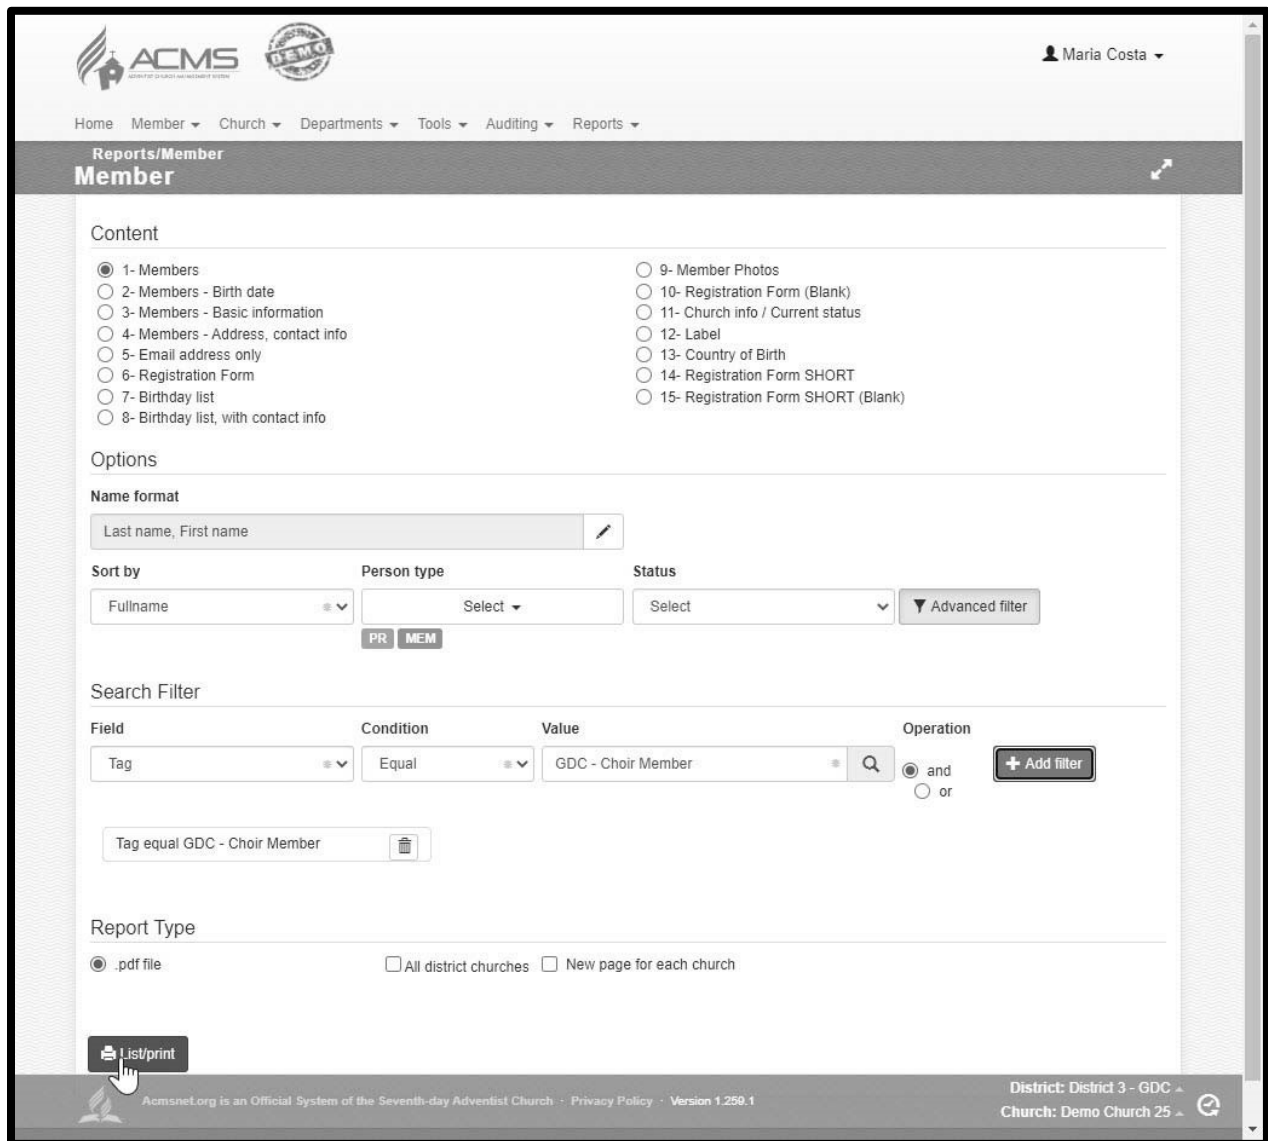 ACMS
ADVENTIST CHURCH MANAGEMENT SYSTEM
DEMO
Maria Costa
Home Member Church Departments Tools Auditing Reports
Reports/Member
Member
Content
1- Members
2- Members - Birth date
3- Members - Basic information
4- Members - Address, contact info
5- Email address only
6- Registration Form
7- Birthday list
8- Birthday list, with contact info
9- Member Photos
10- Registration Form (Blank)
11- Church info / Current status
12- Label
13- Country of Birth
14- Registration Form SHORT
15- Registration Form SHORT (Blank)
Options
Name format
Last name, First name
Sort by Person type Status
Fullname Select Select Advanced filter
PR MEM
Search Filter
Field Condition Value Operation
Tag Equal GDC - Choir Member and Add filter
or
Tag equal GDC - Choir Member
Report Type
.pdf file All district churches New page for each church
List/print
Acmsnet.org is an Official System of the Seventh-day Adventist Church · Privacy Policy · Version 1.259.1
District: District 3 - GDC
Church: Demo Church 25